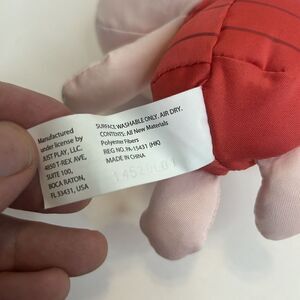 Manufactured
under license by
JUST PLAY, LLC.
4850 T-REX AVE,
SUITE 100,
BOCA RATON,
FL 33431, USA
SURFACE WASHABLE ONLY. AIR DRY.
CONTENTS: All New Materials
Polyester Fibers
REG NO. PA-15431 (HK)
MADE IN CHINA